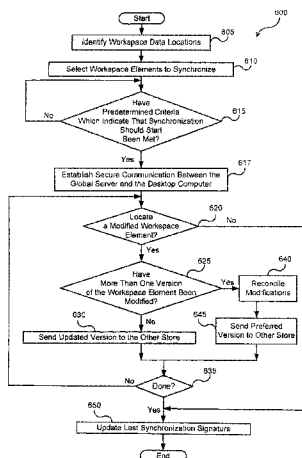 Start
600
Identify Workspace Data Locations
605
Select Workspace Elements to Synchronize
610
Have
Predetermined Criteria
Which Indicate That Synchronization
Should Start
Been Met?
615
No
Yes
Establish Secure Communication Between the
Global Server and the Desktop Computer
617
Locate
a Modified Workspace
Element?
620
No
Yes
Have
More Than One Version
of the Workspace Element Been
Modified?
625
Yes
640
Reconcile
Modifications
No
630
645
Send Preferred
Version to Other Store
Send Updated Version to the Other Store
No
Done?
635
Yes
650
Update Last Synchronization Signature
End